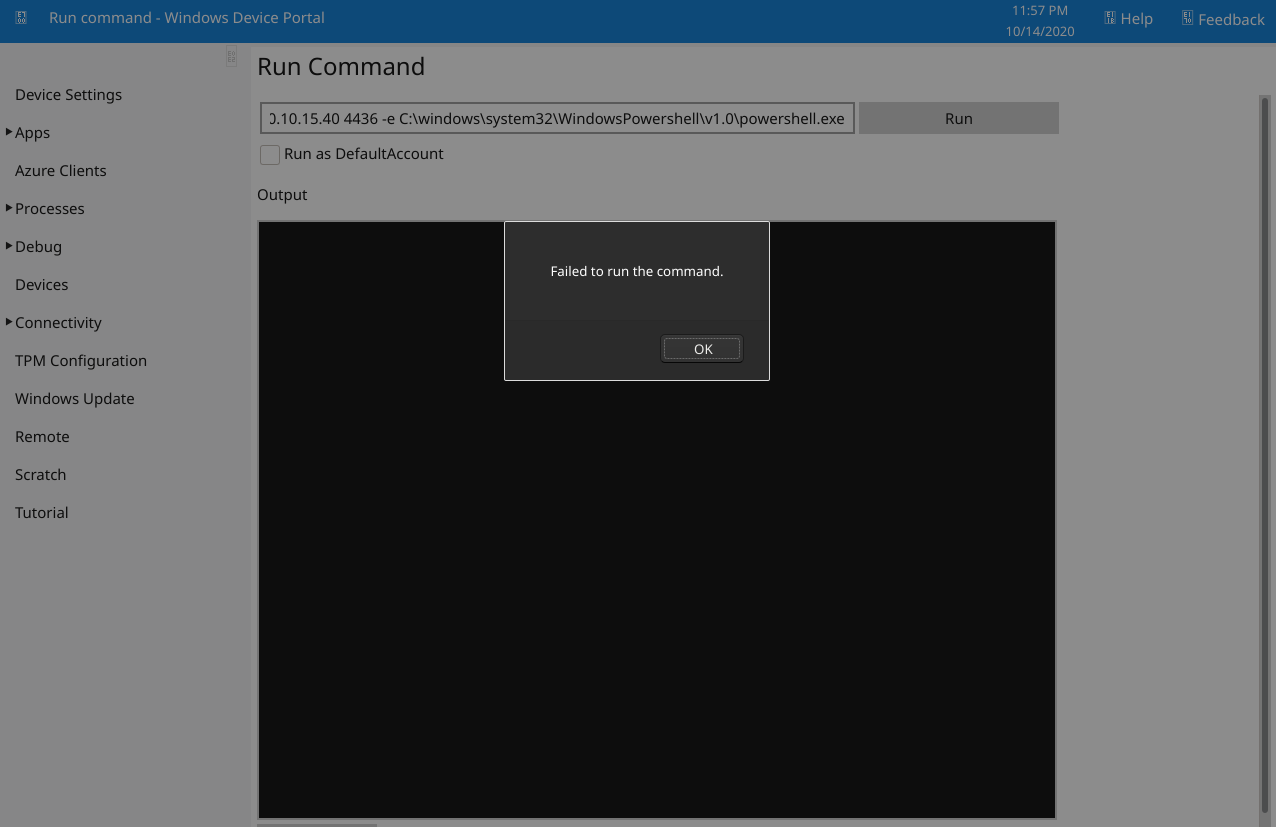 Run command - Windows Device Portal
11:57 PM
10/14/2020
Help
Feedback
Run Command
0.10.15.40 4436 -e C:\windows\system32\WindowsPowershell\v1.0\powershell.exe
Run
Run as DefaultAccount
Output
Device Settings
Apps
Azure Clients
Processes
Debug
Devices
Connectivity
TPM Configuration
Windows Update
Remote
Scratch
Tutorial
Failed to run the command.
OK